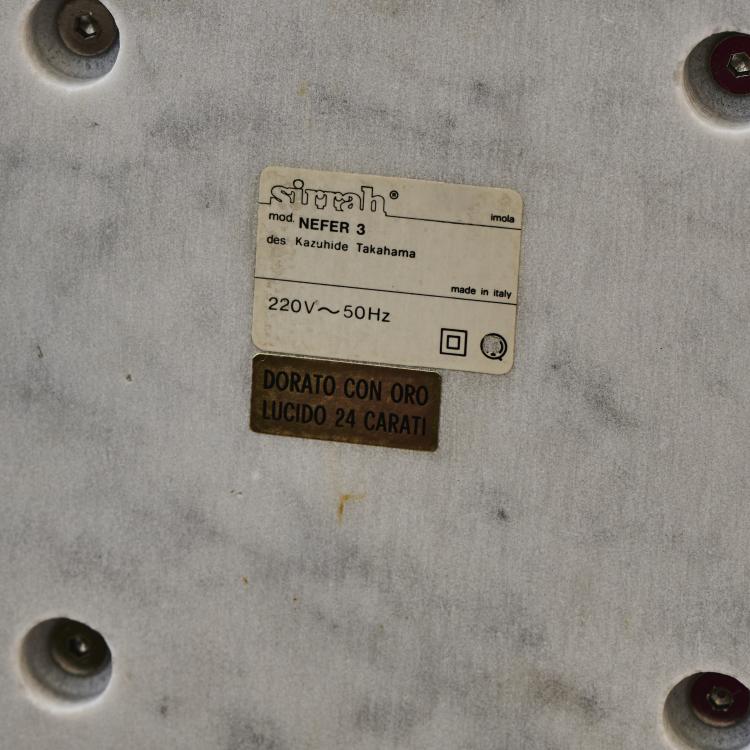 sirrah®
imola
mod. NEFER 3
des Kazuhide Takahama
made in italy
220V～50Hz
DORATO CON ORO
LUCIDO 24 CARATI